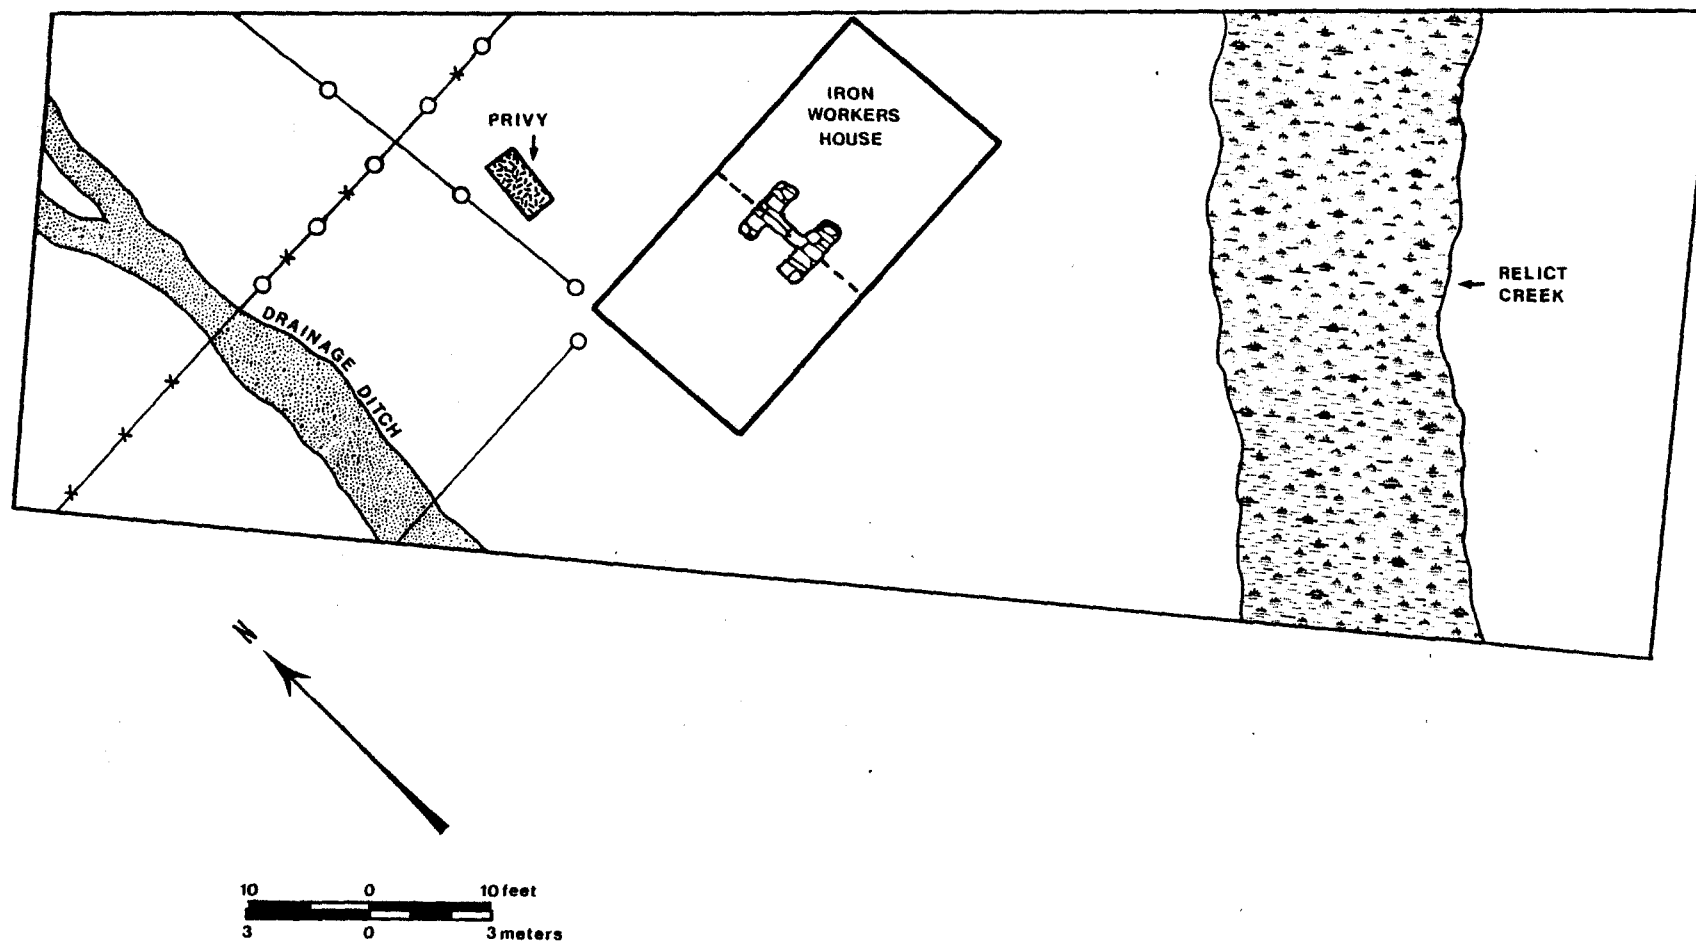 IRON
WORKERS
HOUSE
PRIVY
RELICT
CREEK
DRAINAGE DITCH
N
10 0 10 feet
3 0 3 meters